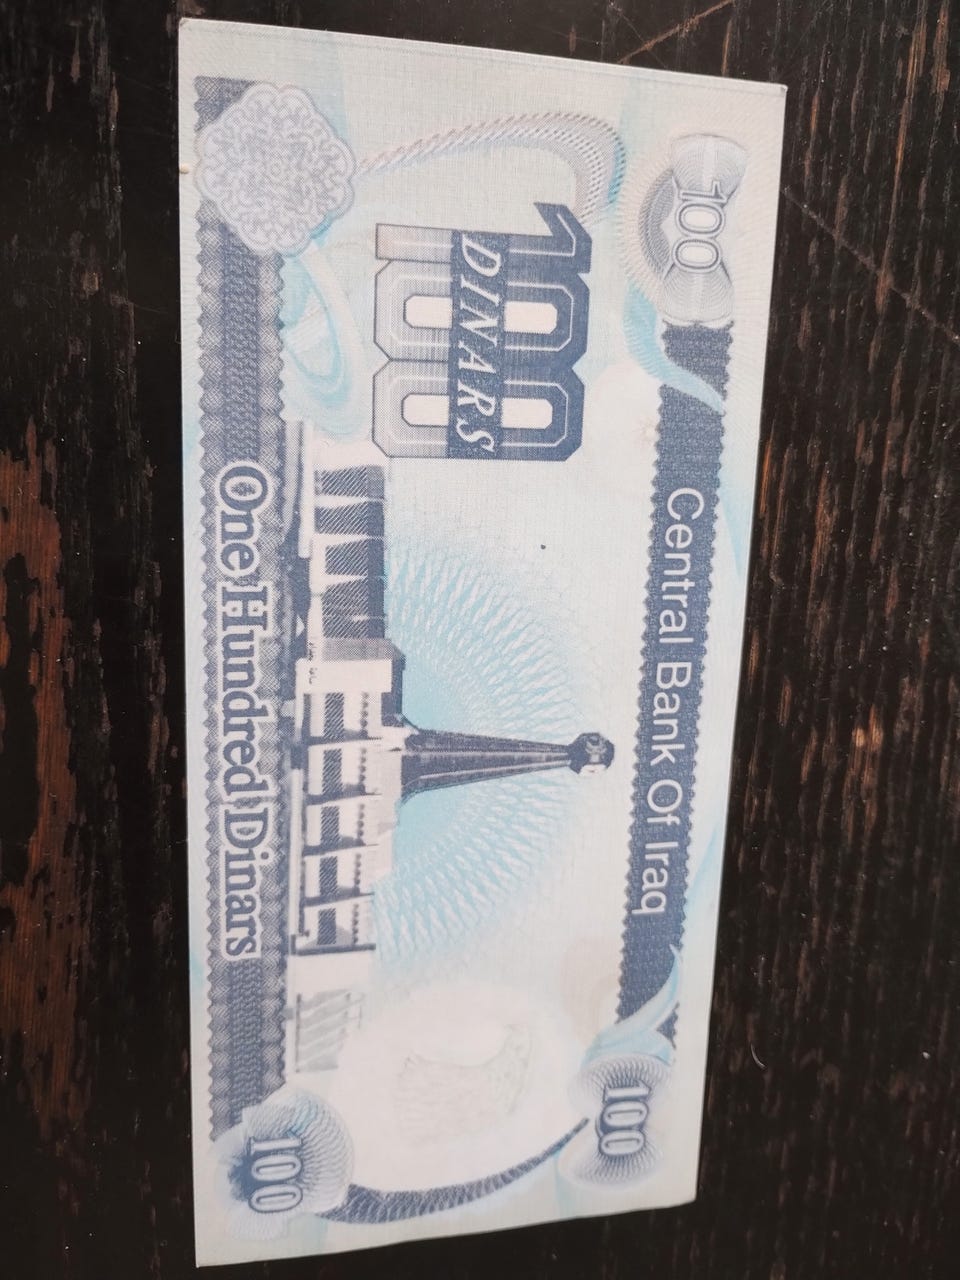 100
Central Bank Of Iraq
100
100
DINARS
One Hundred Dinars
100